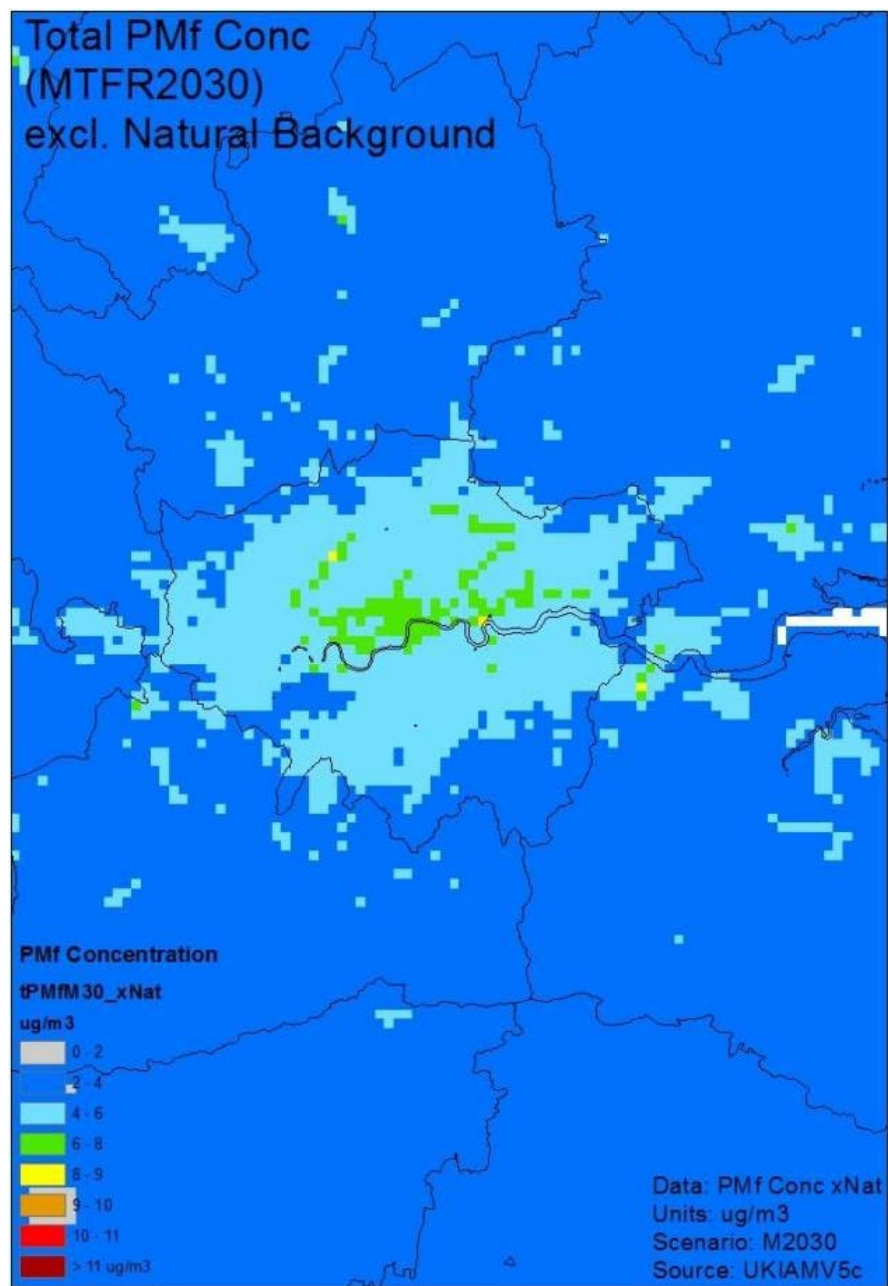 Total PMf Conc
(MTFR2030)
excl. Natural Background
PMf Concentration
tPMfM30_xNat
ug/m3
0 - 2
2 - 4
4 - 6
6 - 8
8 - 9
9 - 10
10 - 11
> 11 ug/m3
Data: PMf Conc xNat
Units: ug/m3
Scenario: M2030
Source: UKIAMV5c